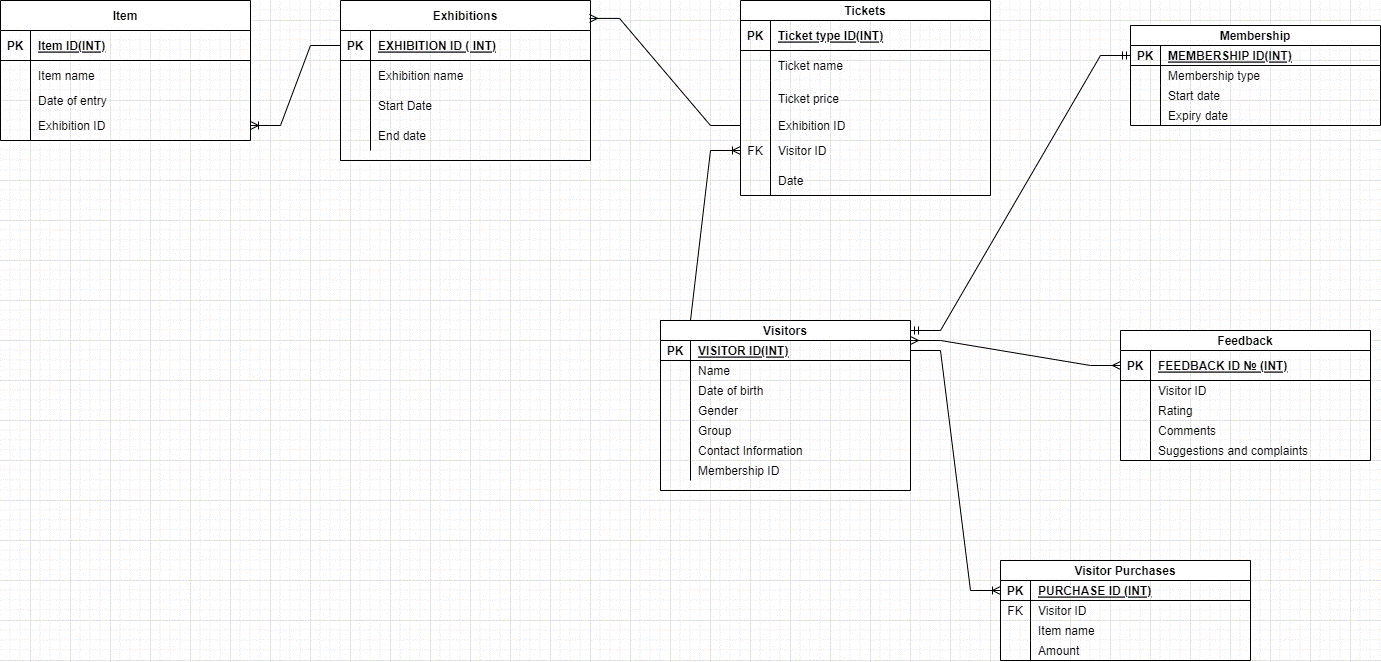 Item
PK Item ID(INT)
Item name
Date of entry
Exhibition ID
Exhibitions
PK EXHIBITION ID ( INT)
Exhibition name
Start Date
End date
Tickets
PK Ticket type ID(INT)
Ticket name
Ticket price
Exhibition ID
FK Visitor ID
Date
Membership
PK MEMBERSHIP ID(INT)
Membership type
Start date
Expiry date
Visitors
PK VISITOR ID(INT)
Name
Date of birth
Gender
Group
Contact Information
Membership ID
Feedback
PK FEEDBACK ID № (INT)
Visitor ID
Rating
Comments
Suggestions and complaints
Visitor Purchases
PK PURCHASE ID (INT)
FK Visitor ID
Item name
Amount